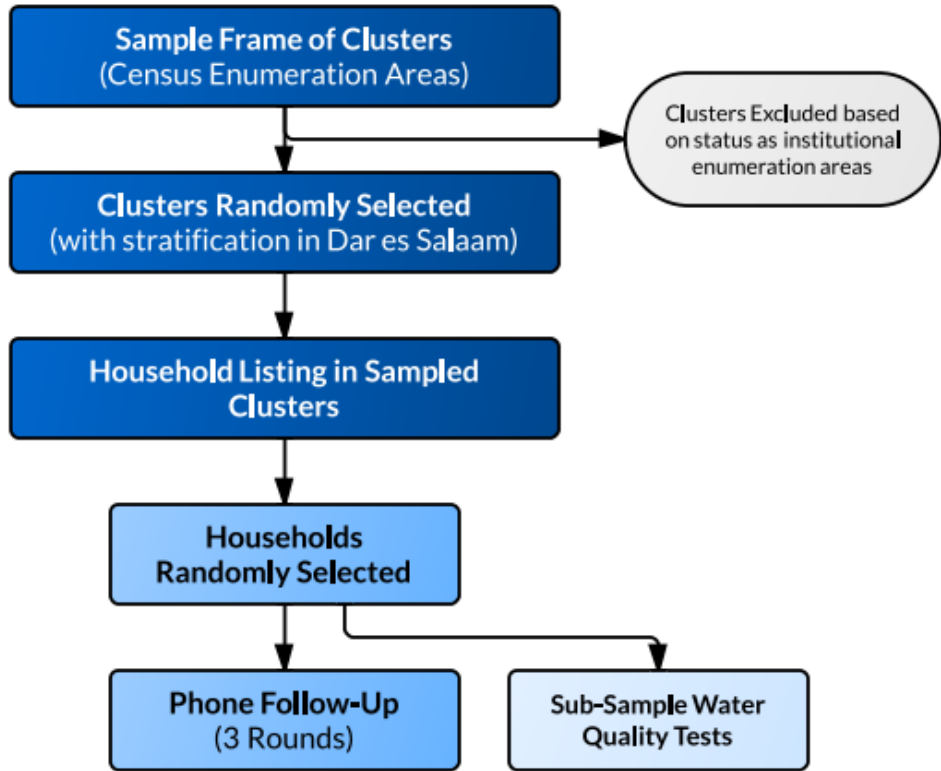 Sample Frame of Clusters
(Census Enumeration Areas)
Clusters Excluded based
on status as institutional
enumeration areas
Clusters Randomly Selected
(with stratification in Dar es Salaam)
Household Listing in Sampled
Clusters
Households
Randomly Selected
Phone Follow-Up
(3 Rounds)
Sub-Sample Water
Quality Tests